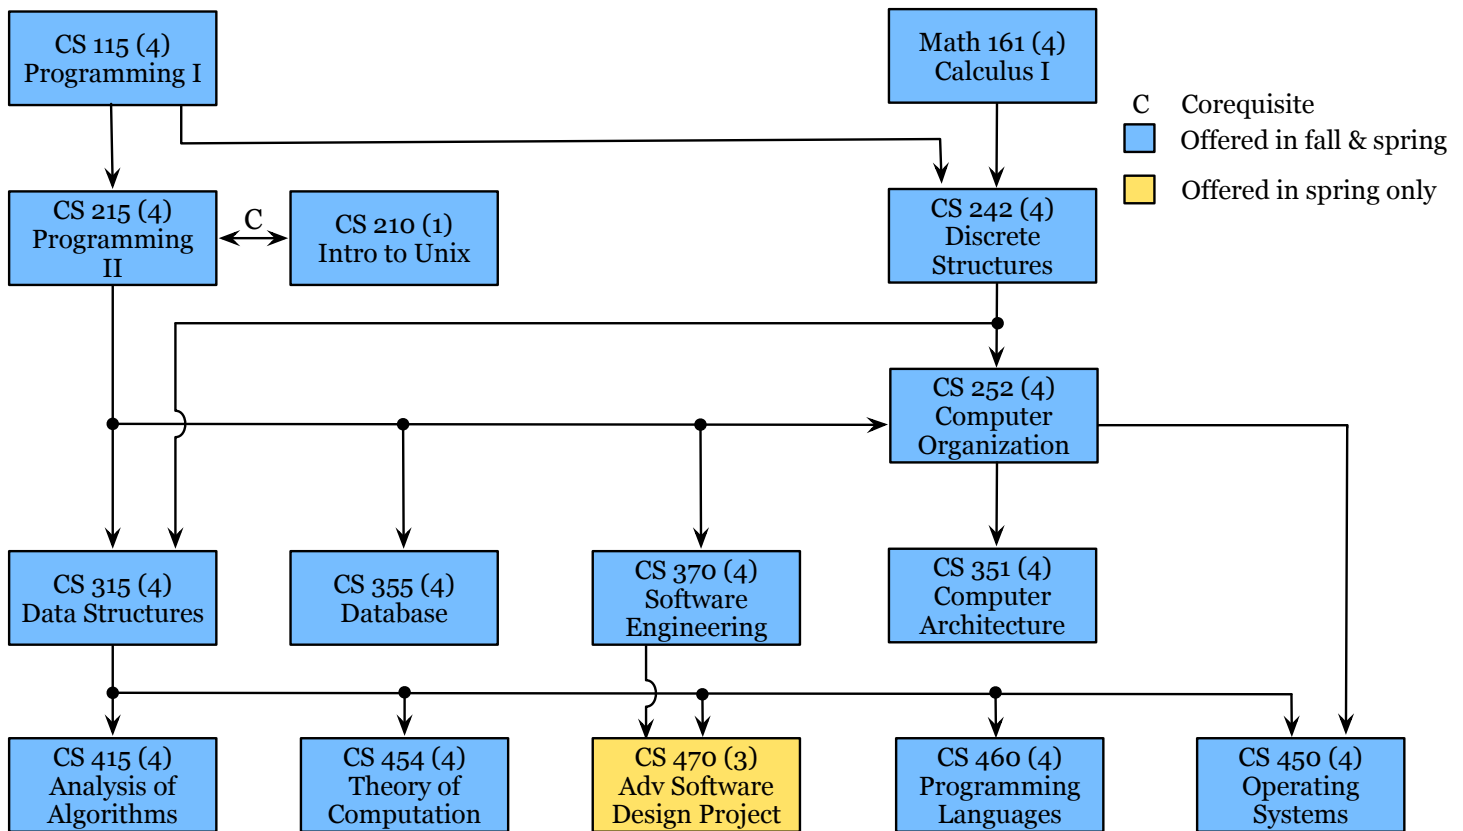 CS 115 (4)
Programming I
Math 161 (4)
Calculus I
C Corequisite
Offered in fall & spring
Offered in spring only
CS 215 (4)
Programming
II
C
CS 210 (1)
Intro to Unix
CS 242 (4)
Discrete
Structures
CS 252 (4)
Computer
Organization
CS 315 (4)
Data Structures
CS 355 (4)
Database
CS 370 (4)
Software
Engineering
CS 351 (4)
Computer
Architecture
CS 415 (4)
Analysis of
Algorithms
CS 454 (4)
Theory of
Computation
CS 470 (3)
Adv Software
Design Project
CS 460 (4)
Programming
Languages
CS 450 (4)
Operating
Systems